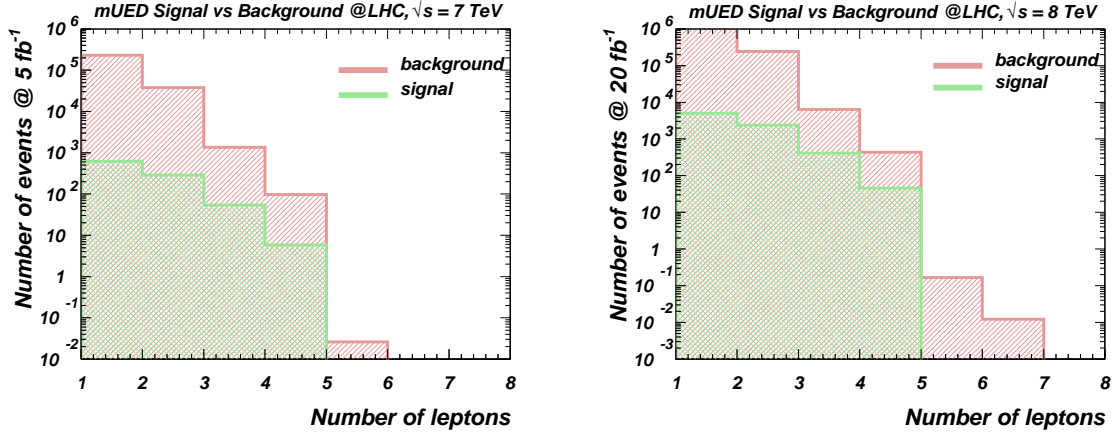 mUED Signal vs Background @LHC, √s = 7 TeV
Number of events @ 5 fb⁻¹
10⁶
10⁵
10⁴
10³
10²
10
1
10⁻¹
10⁻²
background
signal
1 2 3 4 5 6 7 8
Number of leptons
mUED Signal vs Background @LHC, √s = 8 TeV
Number of events @ 20 fb⁻¹
10⁶
10⁵
10⁴
10³
10²
10
1
10⁻¹
10⁻²
10⁻³
background
signal
1 2 3 4 5 6 7 8
Number of leptons